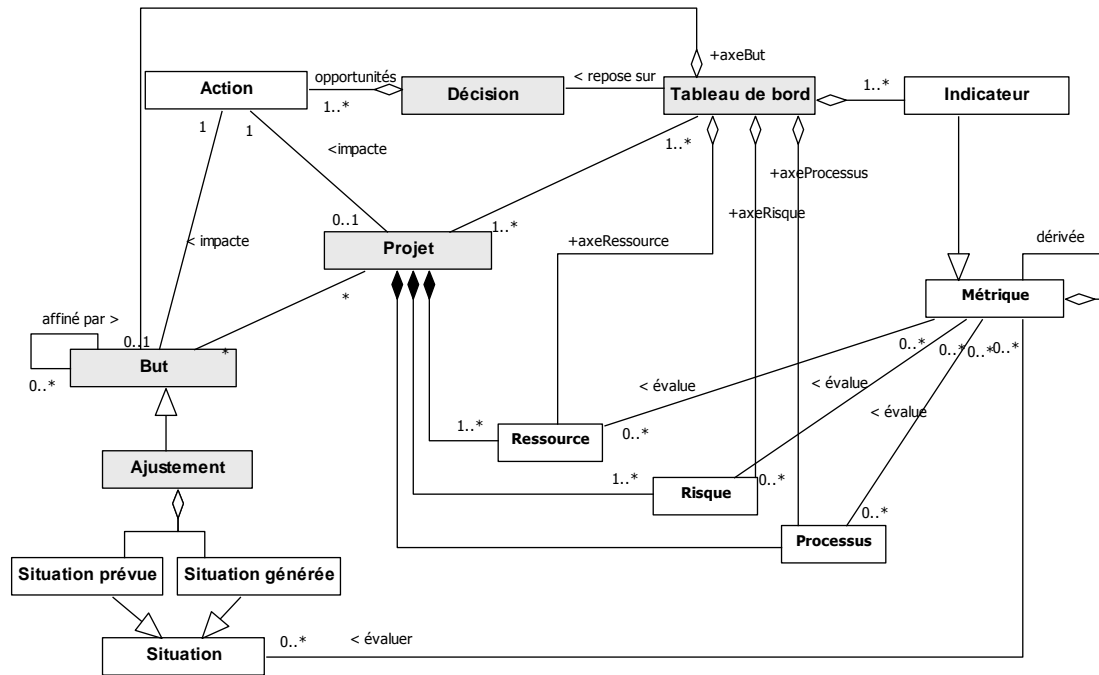 +axeBut
opportunités
< repose sur
1..*
Action
Décision
Tableau de bord
Indicateur
1..*
1
1
<impacte
1..*
+axeProcessus
+axeRisque
0..1
1..*
< impacte
+axeRessource
dérivée
Projet
*
Métrique
affiné par >
0..1
*
0..*
0..*
0..*
0..*
But
0..*
< évalue
< évalue
< évalue
1..*
Ressource
0..*
Ajustement
1..*
Risque
0..*
0..*
Processus
Situation prévue
Situation générée
0..*
< évaluer
Situation